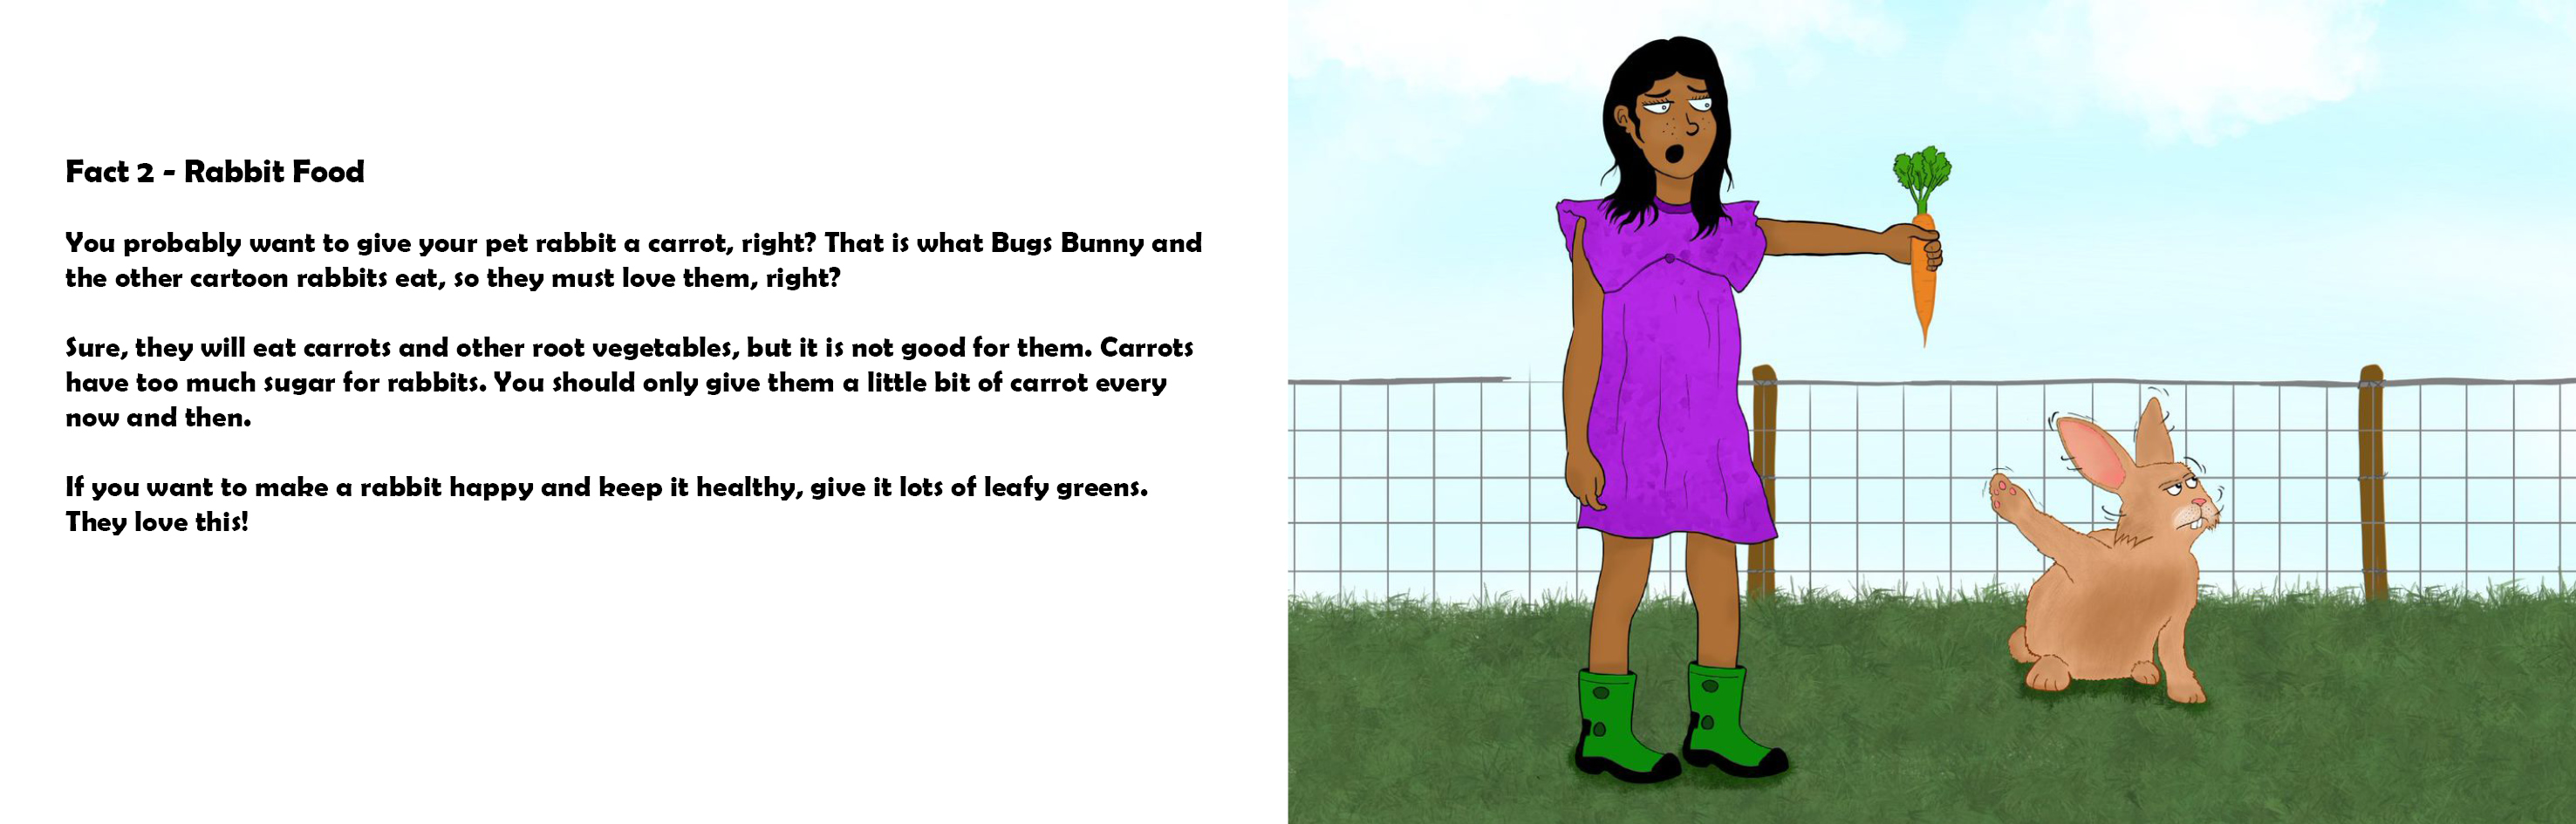 Fact 2 - Rabbit Food
You probably want to give your pet rabbit a carrot, right? That is what Bugs Bunny and
the other cartoon rabbits eat, so they must love them, right?
Sure, they will eat carrots and other root vegetables, but it is not good for them. Carrots
have too much sugar for rabbits. You should only give them a little bit of carrot every
now and then.
If you want to make a rabbit happy and keep it healthy, give it lots of leafy greens.
They love this!